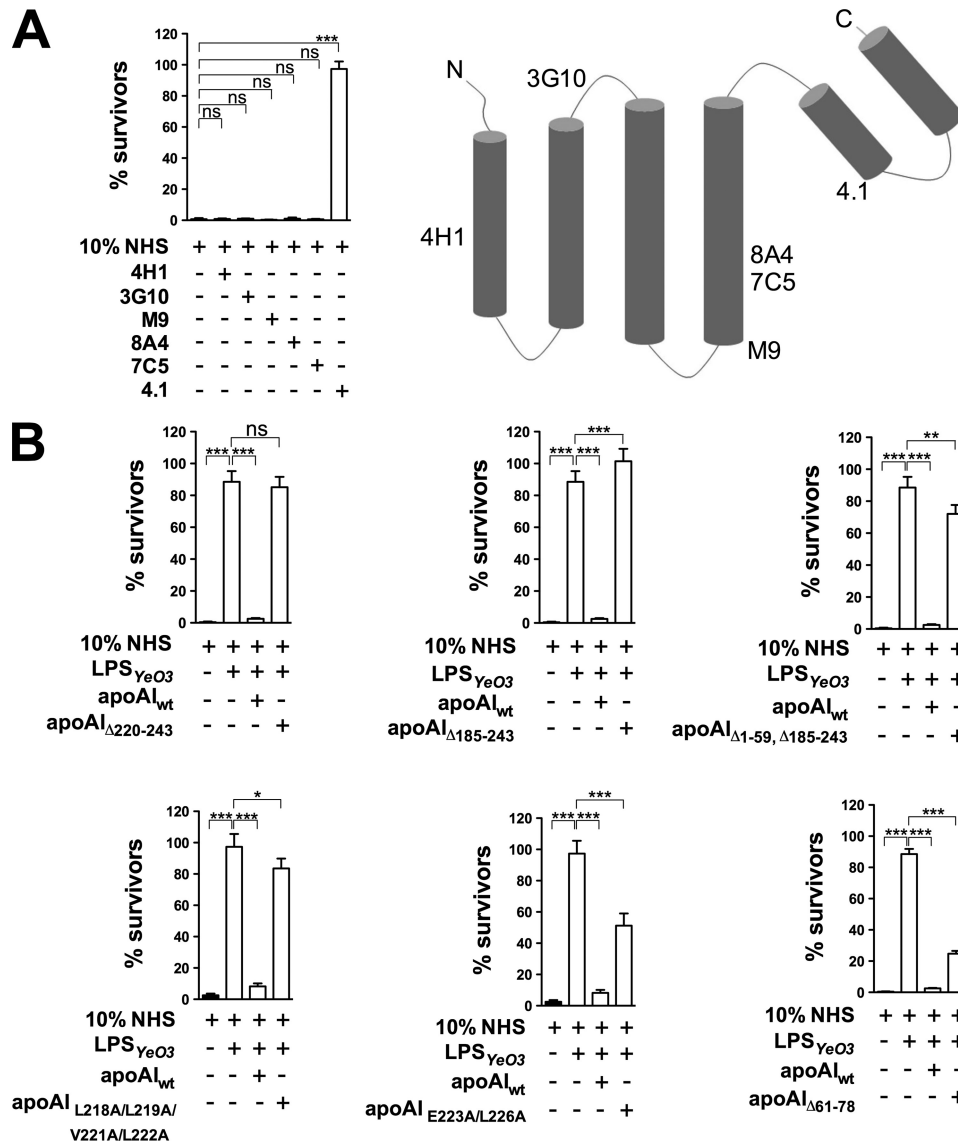 A
% survivors
120
100
80
60
40
20
0
***
ns
ns
ns
ns
ns
10% NHS + + + + + + +
4H1 - + - - - - -
3G10 - - + - - - -
M9 - - - + - - -
8A4 - - - - + - -
7C5 - - - - - + -
4.1 - - - - - - +
N
C
3G10
4H1
8A4
7C5
M9
4.1
B
% survivors
120
100
80
60
40
20
0
ns
*** ***
10% NHS + + + +
LPSYeO3 - + + +
apoAIwt - - + -
apoAIΔ220-243 - - - +
% survivors
120
100
80
60
40
20
0
***
*** ***
10% NHS + + + +
LPSYeO3 - + + +
apoAIwt - - + -
apoAIΔ185-243 - - - +
% survivors
120
100
80
60
40
20
0
**
*** ***
10% NHS + + + +
LPSYeO3 - + + +
apoAIwt - - + -
apoAIΔ1-59, Δ185-243 - - - +
% survivors
120
100
80
60
40
20
0
*
*** ***
10% NHS + + + +
LPSYeO3 - + + +
apoAIwt - - + -
apoAI L218A/L219A/ - - - +
V221A/L222A
% survivors
120
100
80
60
40
20
0
***
*** ***
10% NHS + + + +
LPSYeO3 - + + +
apoAIwt - - + -
apoAI E223A/L226A - - - +
% survivors
120
100
80
60
40
20
0
***
*** ***
10% NHS + + + +
LPSYeO3 - + + +
apoAIwt - - + -
apoAIΔ61-78 - - - +